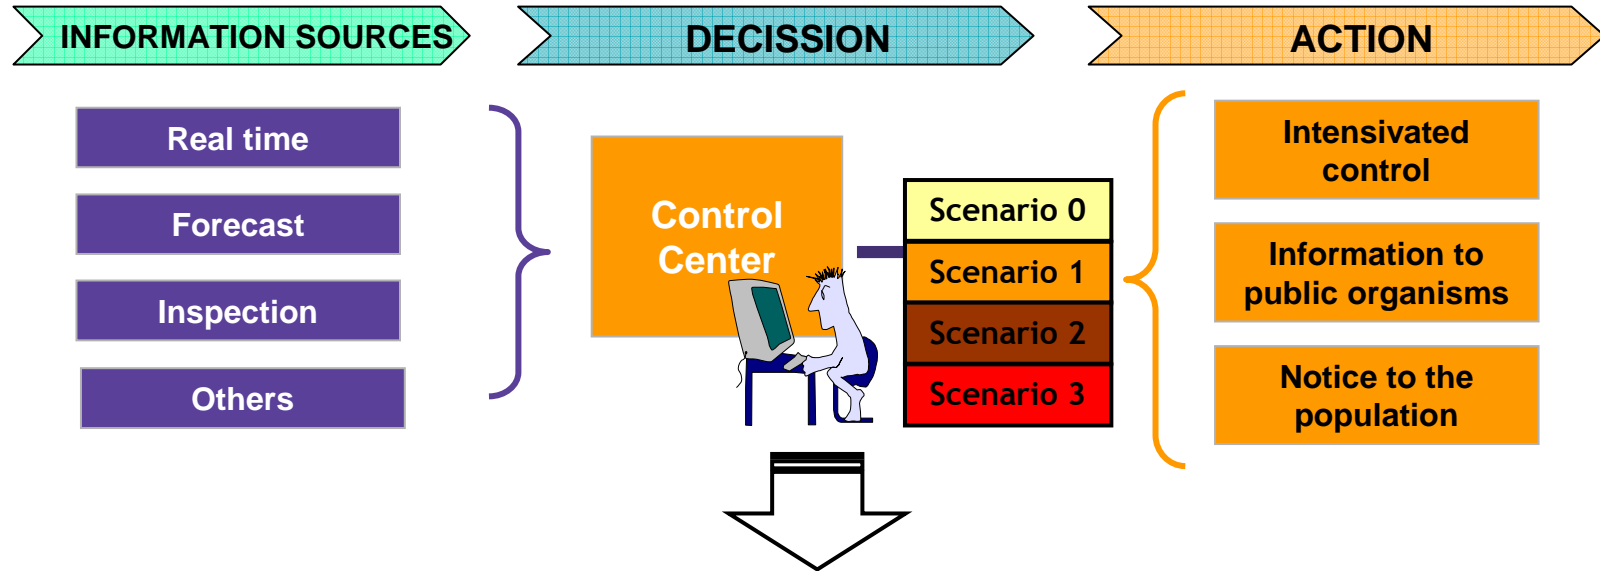 INFORMATION SOURCES
DECISSION
ACTION
Real time
Forecast
Inspection
Others
Control
Center
Scenario 0
Scenario 1
Scenario 2
Scenario 3
Intensivated
control
Information to
public organisms
Notice to the
population